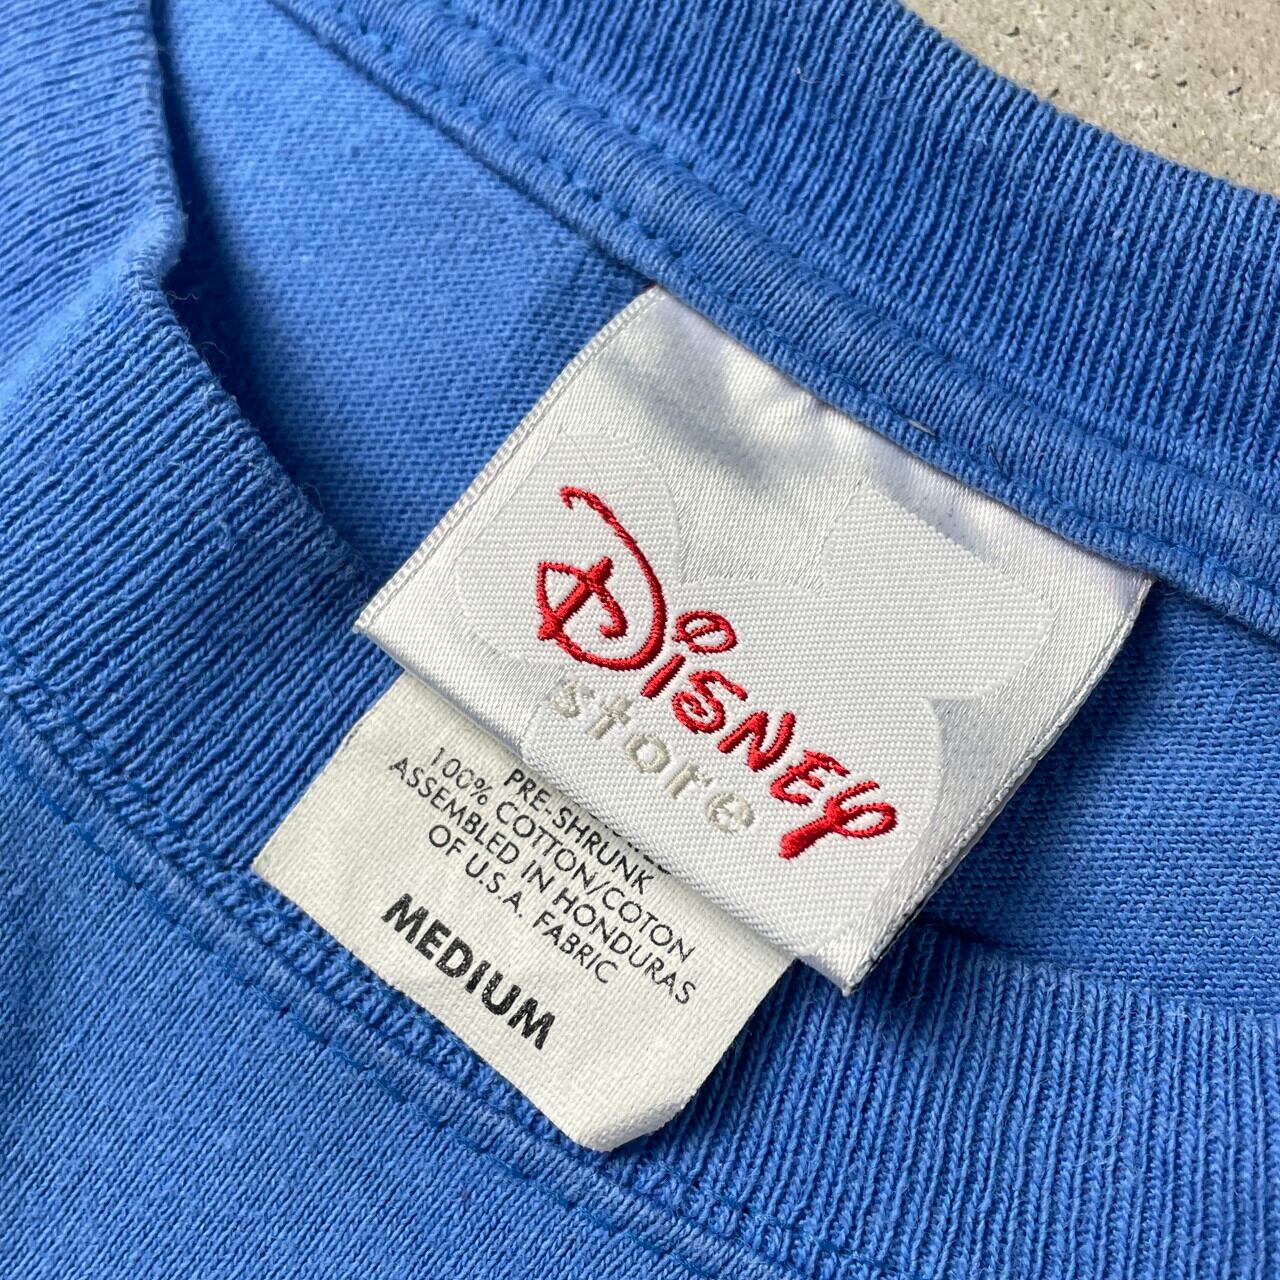 Disney
store
PRE-SHRUNK
100% COTTON/COTON
ASSEMBLED IN HONDURAS
OF U.S.A. FABRIC
MEDIUM